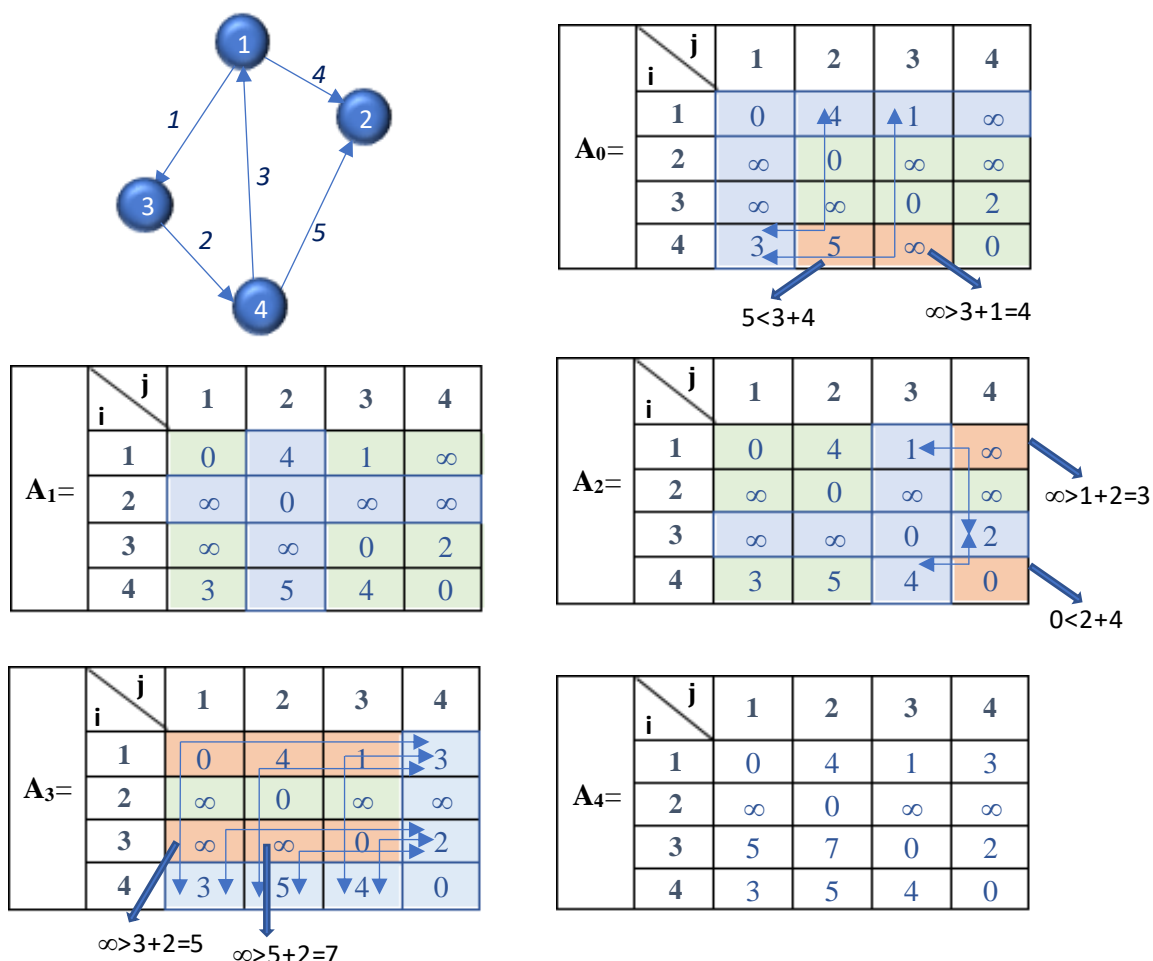 1
4
2
1
3
3
5
2
4
A₀=
j
i
1 2 3 4
1 0 4 1 ∞
2 ∞ 0 ∞ ∞
3 ∞ ∞ 0 2
4 3 5 ∞ 0
5<3+4
∞>3+1=4
A₁=
j
i
1 2 3 4
1 0 4 1 ∞
2 ∞ 0 ∞ ∞
3 ∞ ∞ 0 2
4 3 5 4 0
A₂=
j
i
1 2 3 4
1 0 4 1 ∞
2 ∞ 0 ∞ ∞
3 ∞ ∞ 0 2
4 3 5 4 0
∞>1+2=3
0<2+4
A₃=
j
i
1 2 3 4
1 0 4 1 3
2 ∞ 0 ∞ ∞
3 ∞ ∞ 0 2
4 3 5 4 0
∞>3+2=5
∞>5+2=7
A₄=
j
i
1 2 3 4
1 0 4 1 3
2 ∞ 0 ∞ ∞
3 5 7 0 2
4 3 5 4 0